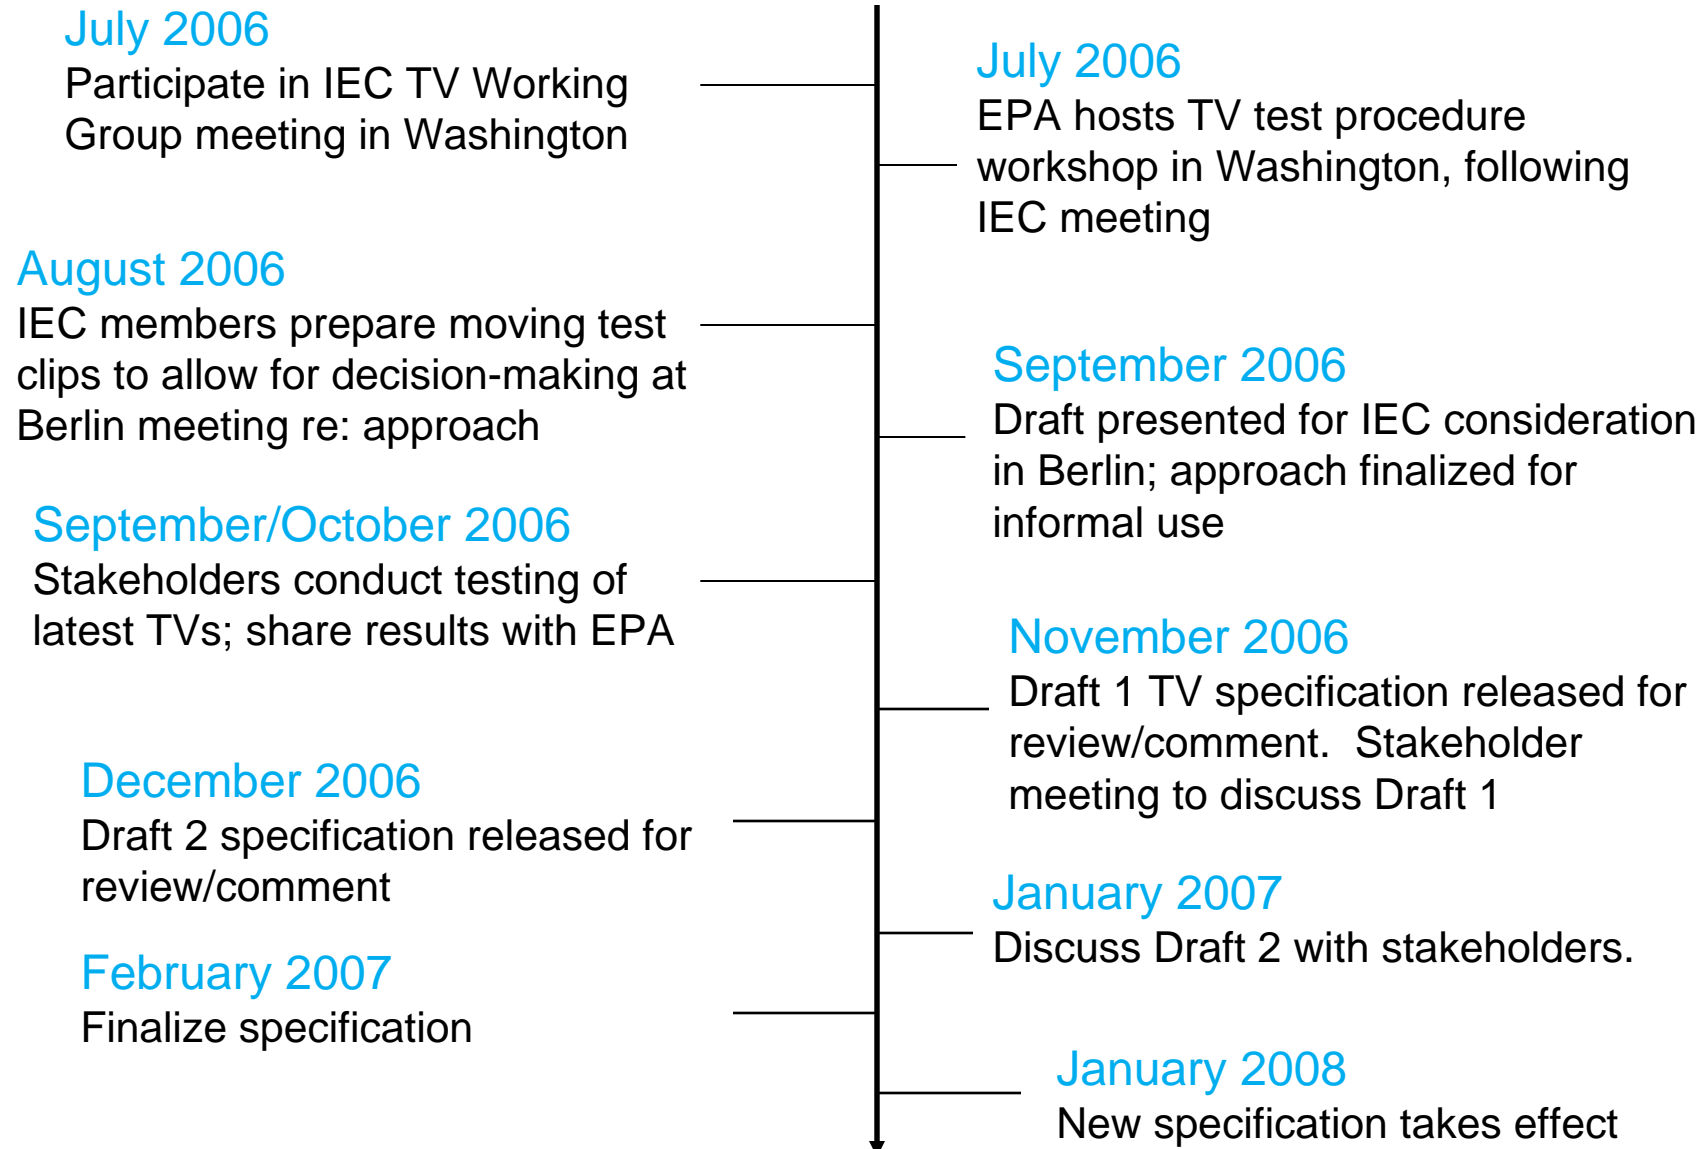 July 2006
Participate in IEC TV Working
Group meeting in Washington
July 2006
EPA hosts TV test procedure
workshop in Washington, following
IEC meeting
August 2006
IEC members prepare moving test
clips to allow for decision-making at
Berlin meeting re: approach
September 2006
Draft presented for IEC consideration
in Berlin; approach finalized for
informal use
September/October 2006
Stakeholders conduct testing of
latest TVs; share results with EPA
November 2006
Draft 1 TV specification released for
review/comment.  Stakeholder
meeting to discuss Draft 1
December 2006
Draft 2 specification released for
review/comment
January 2007
Discuss Draft 2 with stakeholders.
February 2007
Finalize specification
January 2008
New specification takes effect